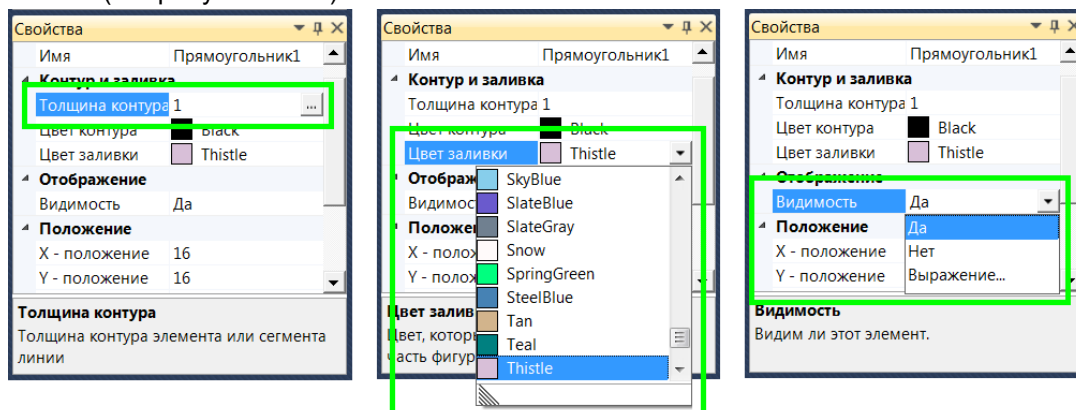 Свойства
Имя Прямоугольник1
Контур и заливка
Толщина контура 1 ...
Цвет контура Black
Цвет заливки Thistle
Отображение
Видимость Да
Положение
X - положение 16
Y - положение 16
Толщина контура
Толщина контура элемента или сегмента
линии
Свойства
Имя Прямоугольник1
Контур и заливка
Толщина контура 1
Цвет контура Black
Цвет заливки Thistle
SkyBlue
SlateBlue
SlateGray
Snow
SpringGreen
SteelBlue
Tan
Teal
Thistle
Свойства
Имя Прямоугольник1
Контур и заливка
Толщина контура 1
Цвет контура Black
Цвет заливки Thistle
Отображение
Видимость Да
Положение Да
X - положение Нет
Y - положение Выражение...
Видимость
Видим ли этот элемент.